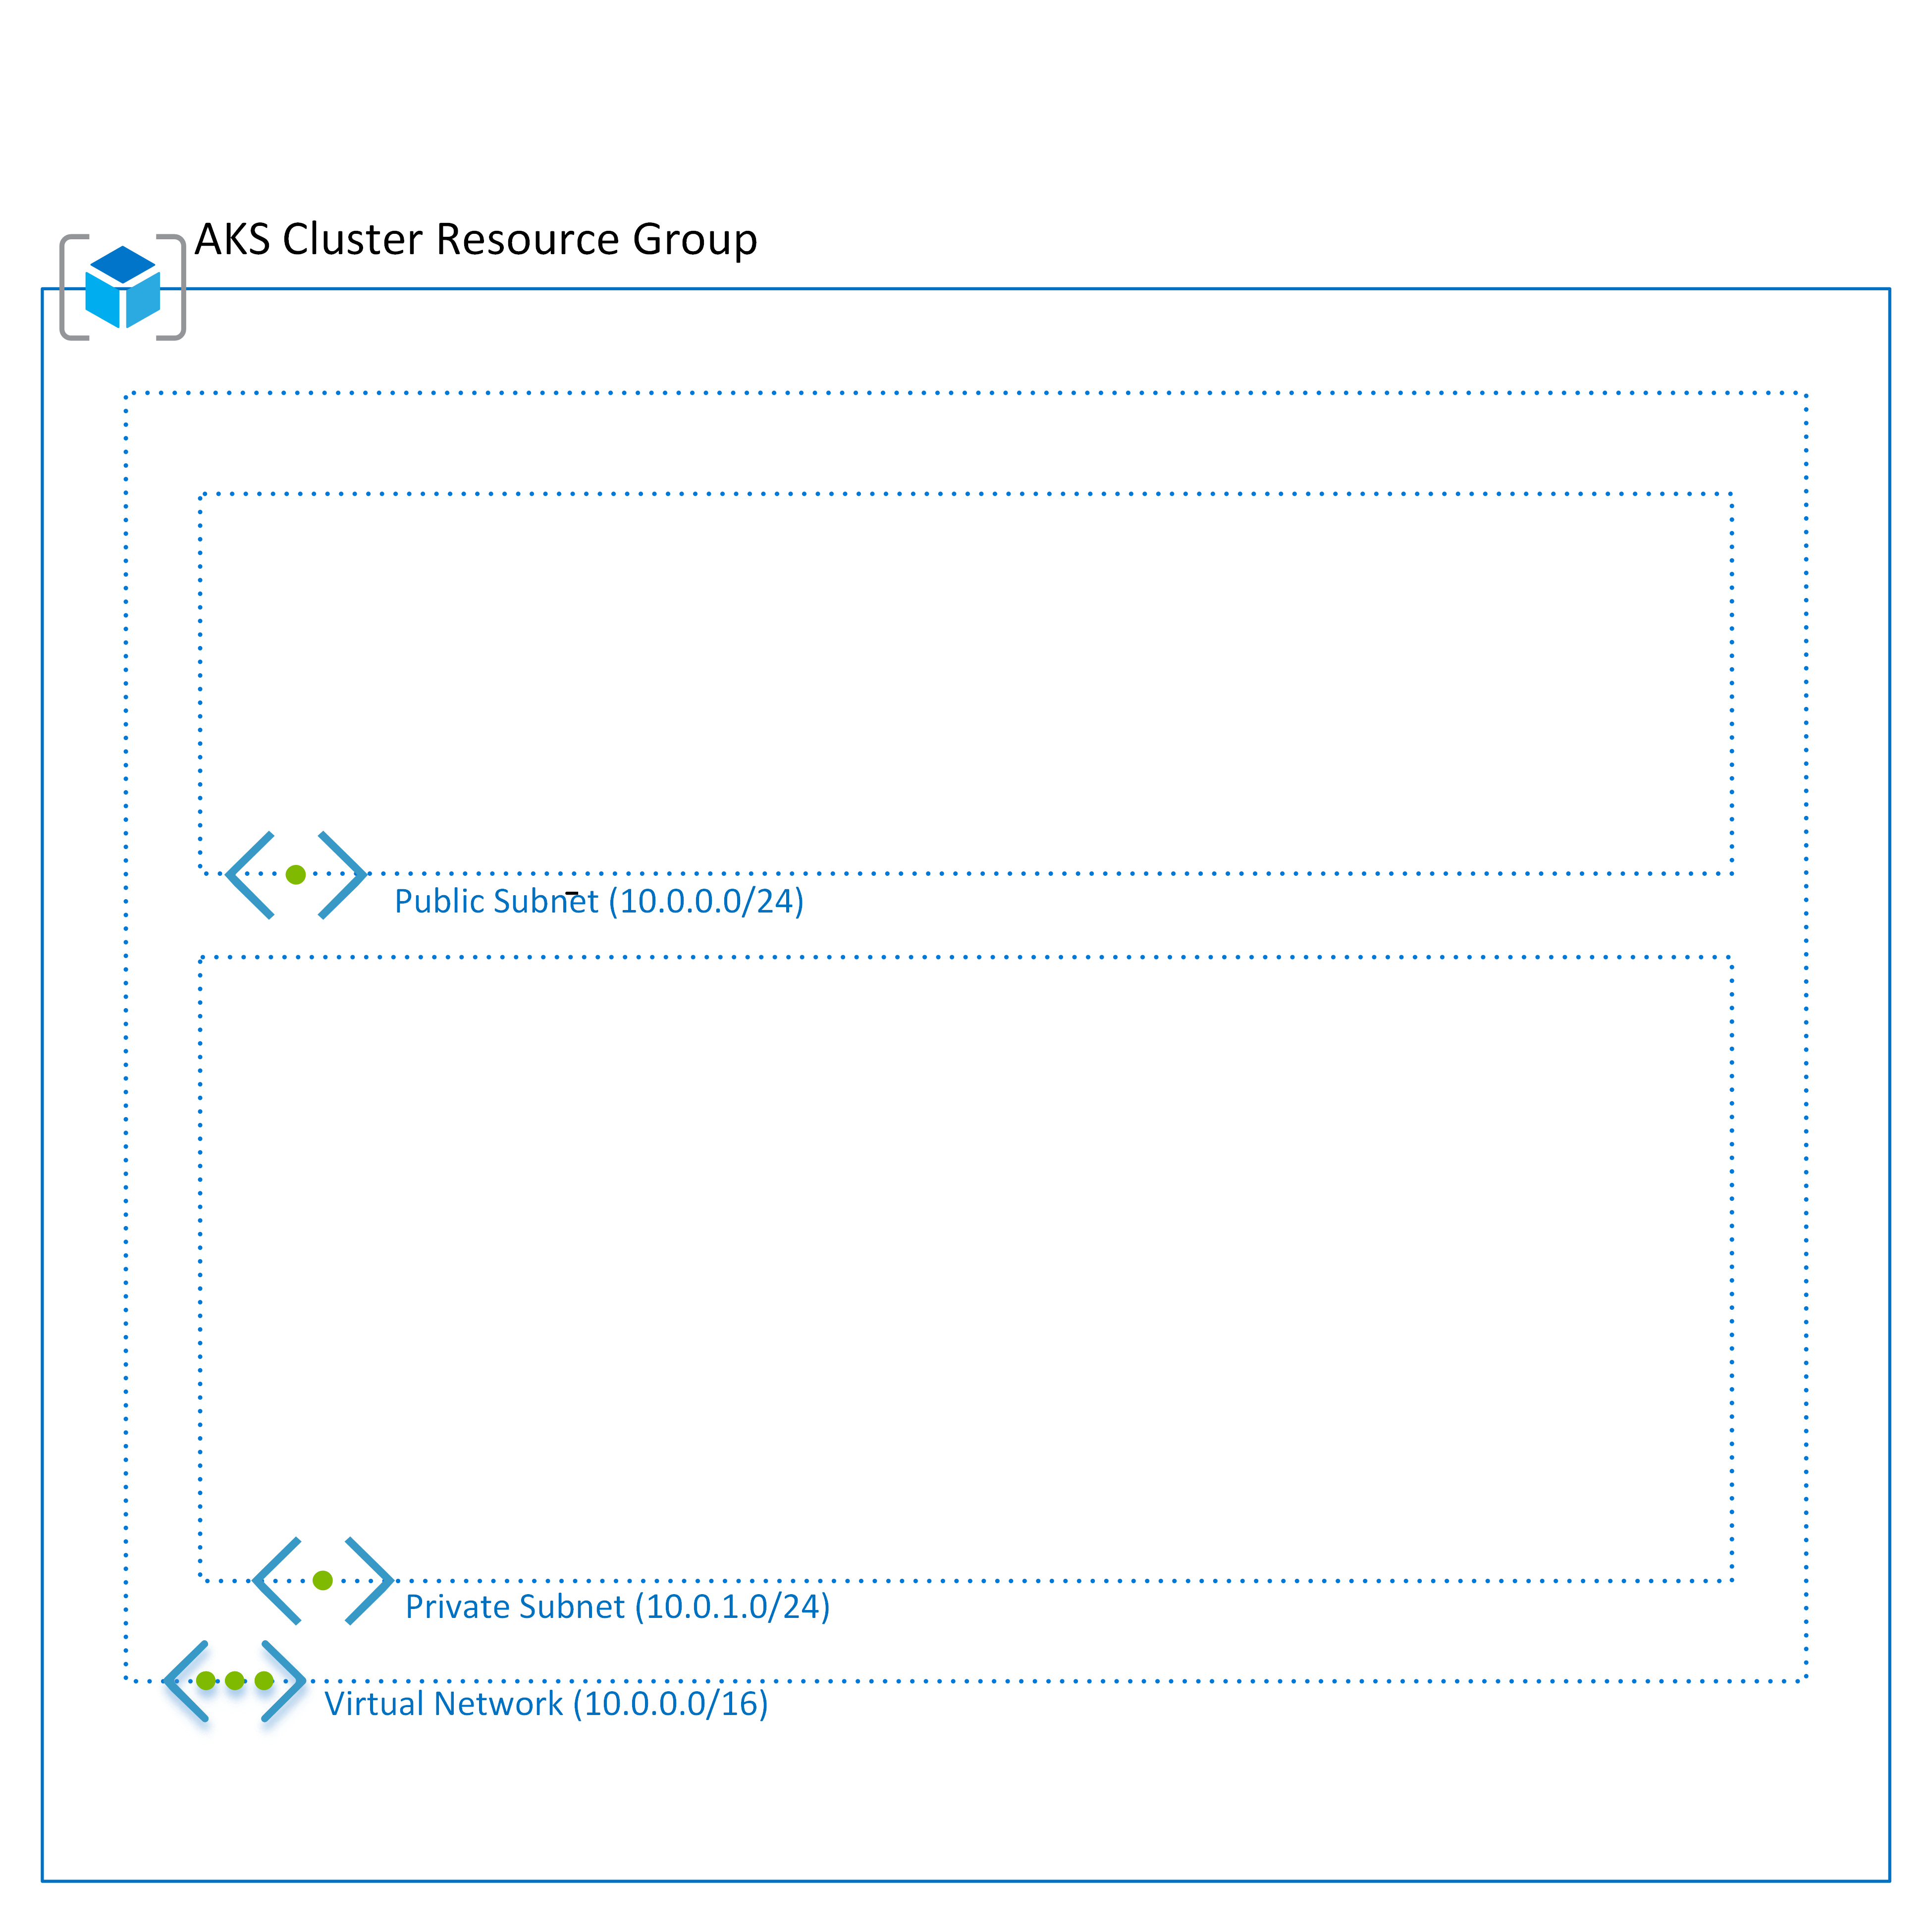 AKS Cluster Resource Group
Public Subnet (10.0.0.0/24)
Private Subnet (10.0.1.0/24)
Virtual Network (10.0.0.0/16)